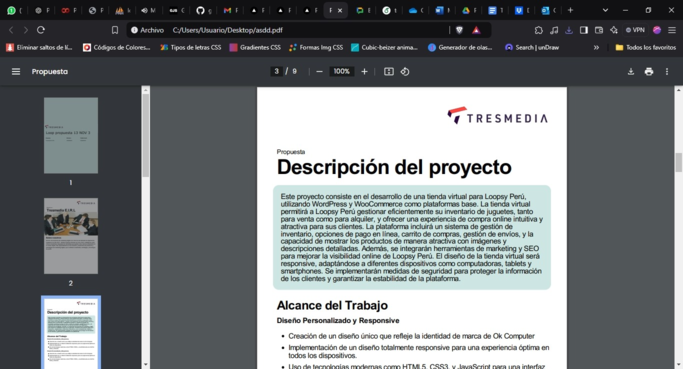 Archivo C:/Users/Usuario/Desktop/asdd.pdf
VPN
Eliminar saltos de lí...
Códigos de Colores...
Tipos de letras CSS
Gradientes CSS
Formas Img CSS
Cubic-beizer anima...
Generador de olas...
Search | unDraw
»
Todos los favoritos
Propuesta
3 / 9
100%
1
2
TRESMEDIA
Propuesta
Descripción del proyecto
Este proyecto consiste en el desarrollo de una tienda virtual para Loopsy Perú,
utilizando WordPress y WooCommerce como plataformas base. La tienda virtual
permitirá a Loopsy Perú gestionar eficientemente su inventario de juguetes, tanto
para venta como para alquiler, y ofrecer una experiencia de compra online intuitiva y
atractiva para sus clientes. La plataforma incluirá un sistema de gestión de
inventario, opciones de pago en línea, carrito de compras, gestión de envíos, y la
capacidad de mostrar los productos de manera atractiva con imágenes y
descripciones detalladas. Además, se integrarán herramientas de marketing y SEO
para mejorar la visibilidad online de Loopsy Perú. El diseño de la tienda virtual será
responsive, adaptándose a diferentes dispositivos como computadoras, tablets y
smartphones. Se implementarán medidas de seguridad para proteger la información
de los clientes y garantizar la estabilidad de la plataforma.
Alcance del Trabajo
Diseño Personalizado y Responsive
• Creación de un diseño único que refleje la identidad de marca de Ok Computer
• Implementación de un diseño totalmente responsive para una experiencia óptima en
todos los dispositivos.
• Uso de tecnologías modernas como HTML5, CSS3, y JavaScript para una interfaz